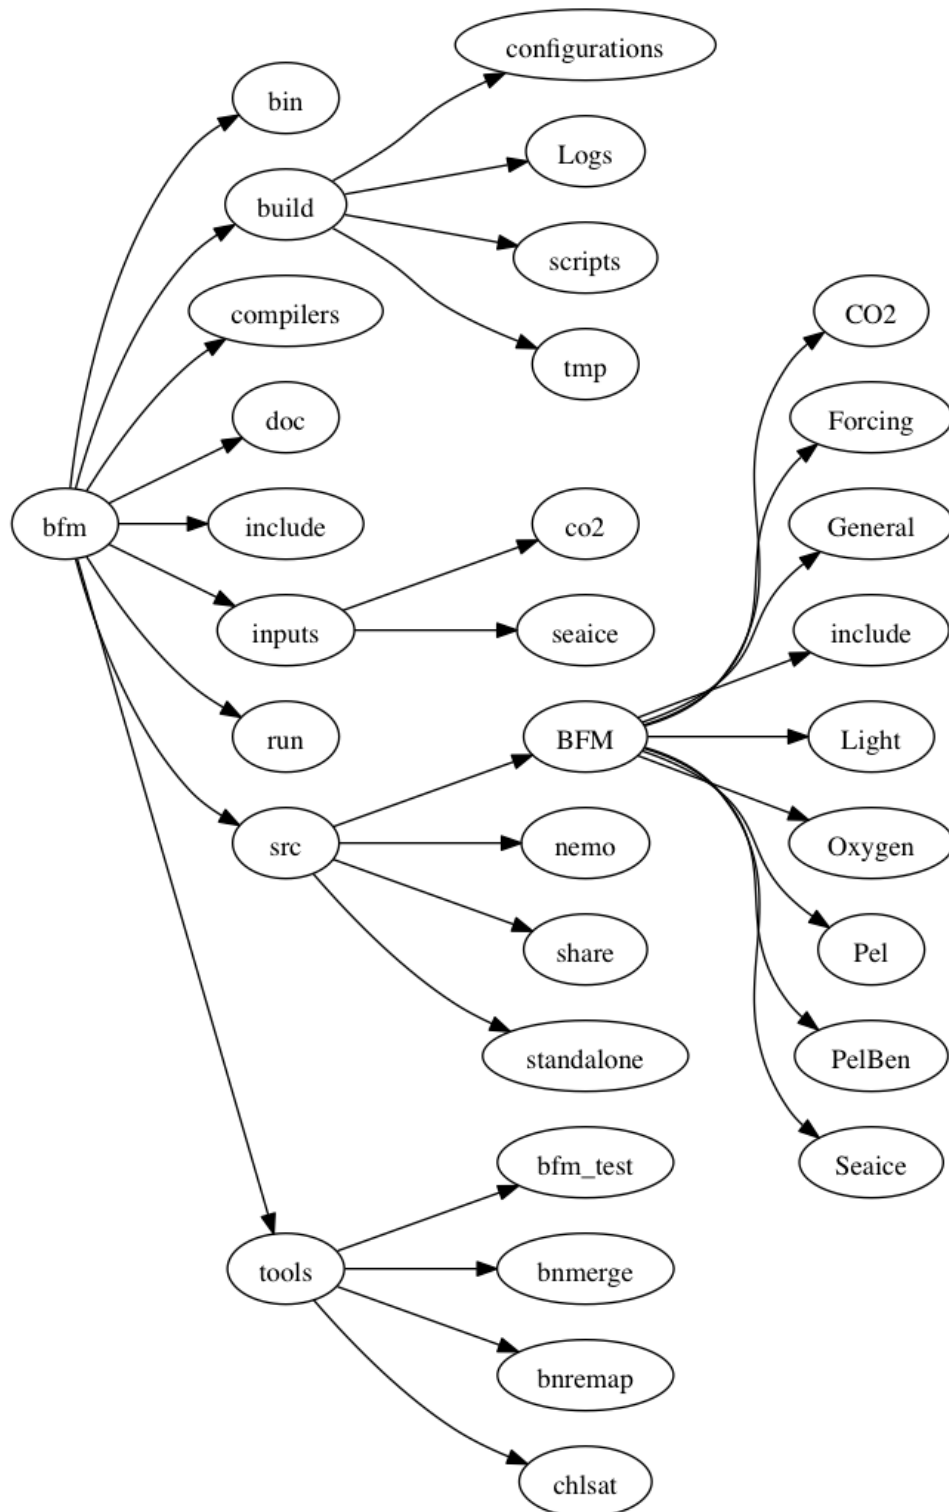 configurations
bin
Logs
build
scripts
compilers
CO2
tmp
doc
Forcing
bfm
include
co2
General
inputs
seaice
include
run
BFM
Light
src
nemo
Oxygen
share
Pel
standalone
PelBen
bfm_test
Seaice
tools
bnmerge
bnremap
chlsat